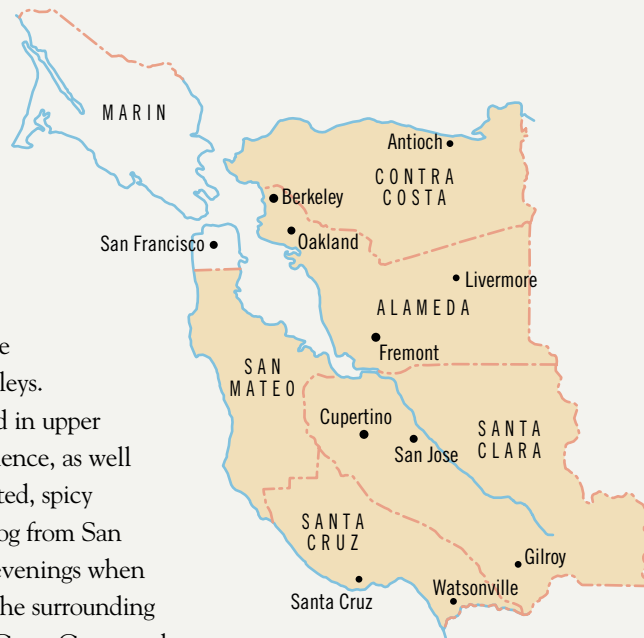 MARIN
Antioch
CONTRA
COSTA
Berkeley
San Francisco
Oakland
Livermore
ALAMEDA
Fremont
SAN
MATEO
Cupertino
San Jose
SANTA
CLARA
SANTA
CRUZ
Gilroy
Santa Cruz
Watsonville
leys.
d in upper
ience, as well
ted, spicy
og from San
evenings when
he surrounding